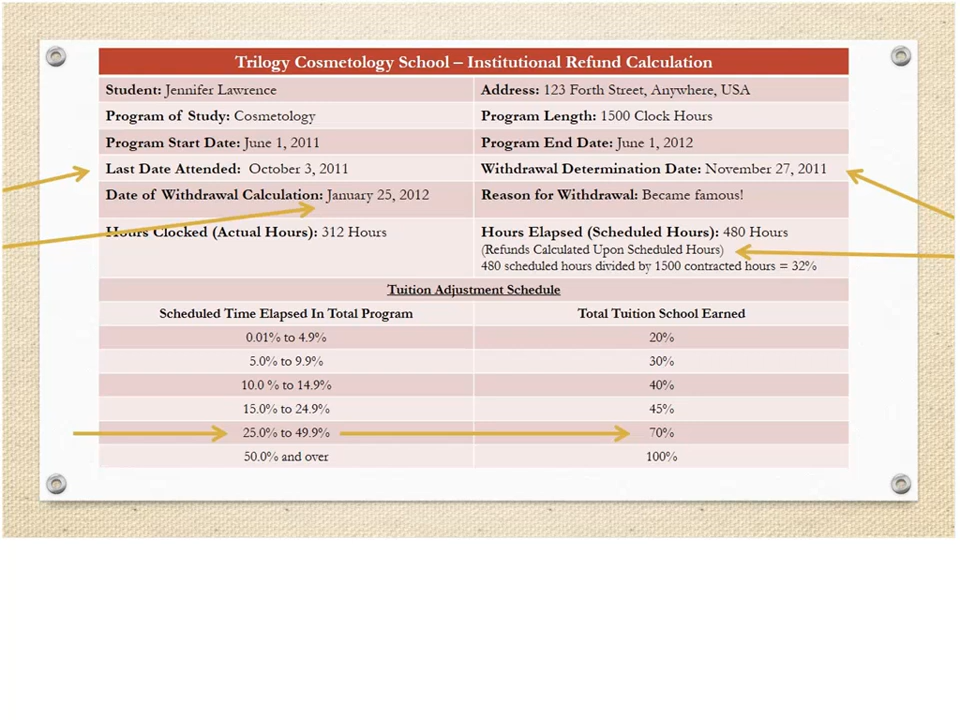 Trilogy Cosmetology School – Institutional Refund Calculation
Student: Jennifer Lawrence
Address: 123 Forth Street, Anywhere, USA
Program of Study: Cosmetology
Program Length: 1500 Clock Hours
Program Start Date: June 1, 2011
Program End Date: June 1, 2012
Last Date Attended: October 3, 2011
Withdrawal Determination Date: November 27, 2011
Date of Withdrawal Calculation: January 25, 2012
Reason for Withdrawal: Became famous!
Hours Clocked (Actual Hours): 312 Hours
Hours Elapsed (Scheduled Hours): 480 Hours
(Refunds Calculated Upon Scheduled Hours)
480 scheduled hours divided by 1500 contracted hours = 32%
Tuition Adjustment Schedule
Scheduled Time Elapsed In Total Program
Total Tuition School Earned
0.01% to 4.9%
20%
5.0% to 9.9%
30%
10.0 % to 14.9%
40%
15.0% to 24.9%
45%
25.0% to 49.9%
70%
50.0% and over
100%